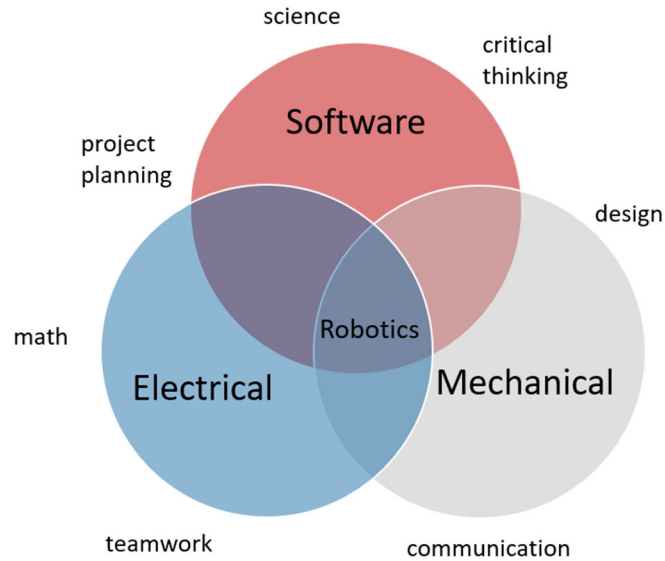 science
critical
thinking
Software
project
planning
design
math
Robotics
Electrical
Mechanical
teamwork
communication